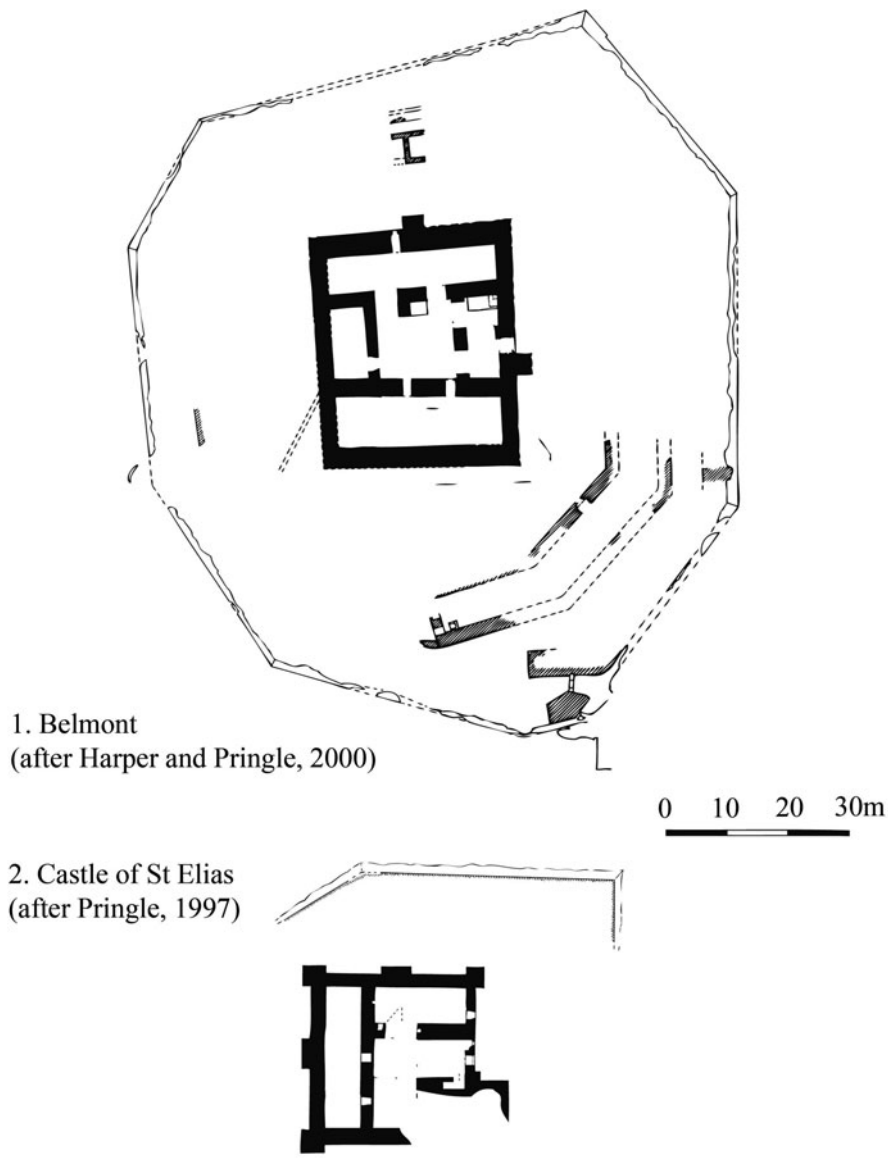 1. Belmont
(after Harper and Pringle, 2000)
0 10 20 30m
2. Castle of St Elias
(after Pringle, 1997)